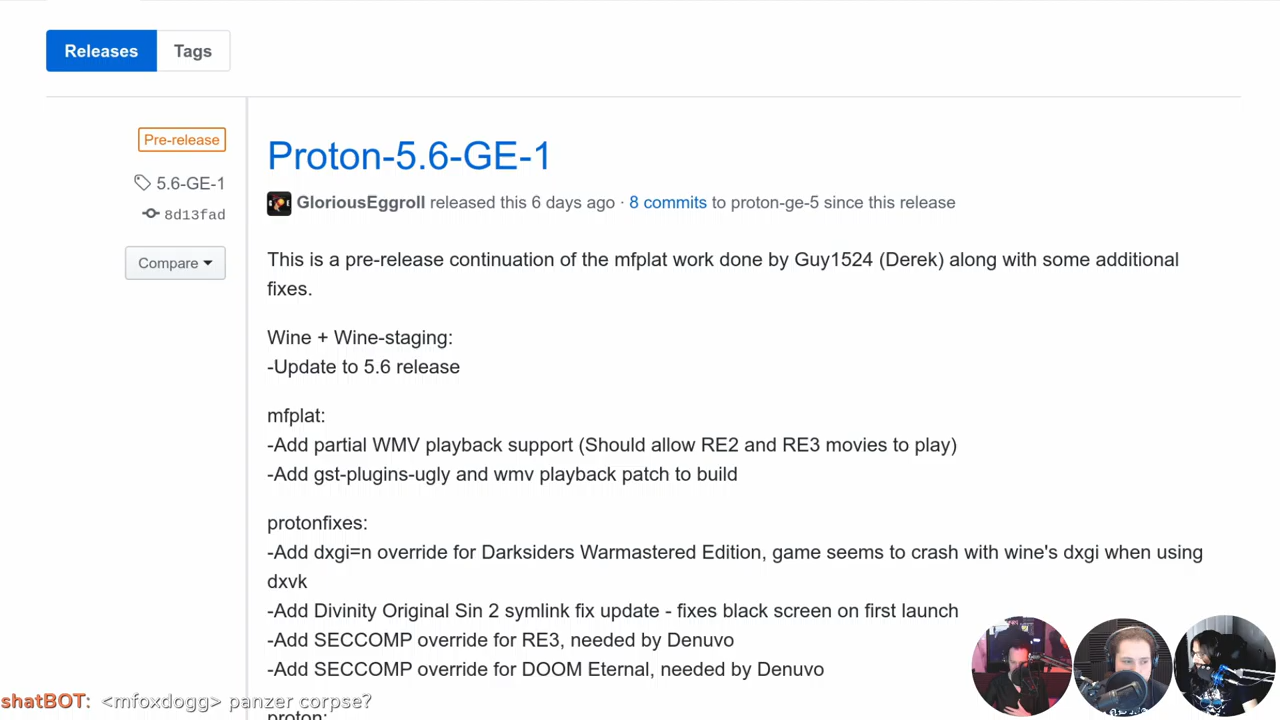 Releases
Tags
Pre-release
5.6-GE-1
8d13fad
Compare
Proton-5.6-GE-1
GloriousEggroll released this 6 days ago · 8 commits to proton-ge-5 since this release
This is a pre-release continuation of the mfplat work done by Guy1524 (Derek) along with some additional
fixes.
Wine + Wine-staging:
-Update to 5.6 release
mfplat:
-Add partial WMV playback support (Should allow RE2 and RE3 movies to play)
-Add gst-plugins-ugly and wmv playback patch to build
protonfixes:
-Add dxgi=n override for Darksiders Warmastered Edition, game seems to crash with wine's dxgi when using
dxvk
-Add Divinity Original Sin 2 symlink fix update - fixes black screen on first launch
-Add SECCOMP override for RE3, needed by Denuvo
-Add SECCOMP override for DOOM Eternal, needed by Denuvo
proton:
shatBOT: <mfoxdogg> panzer corpse?